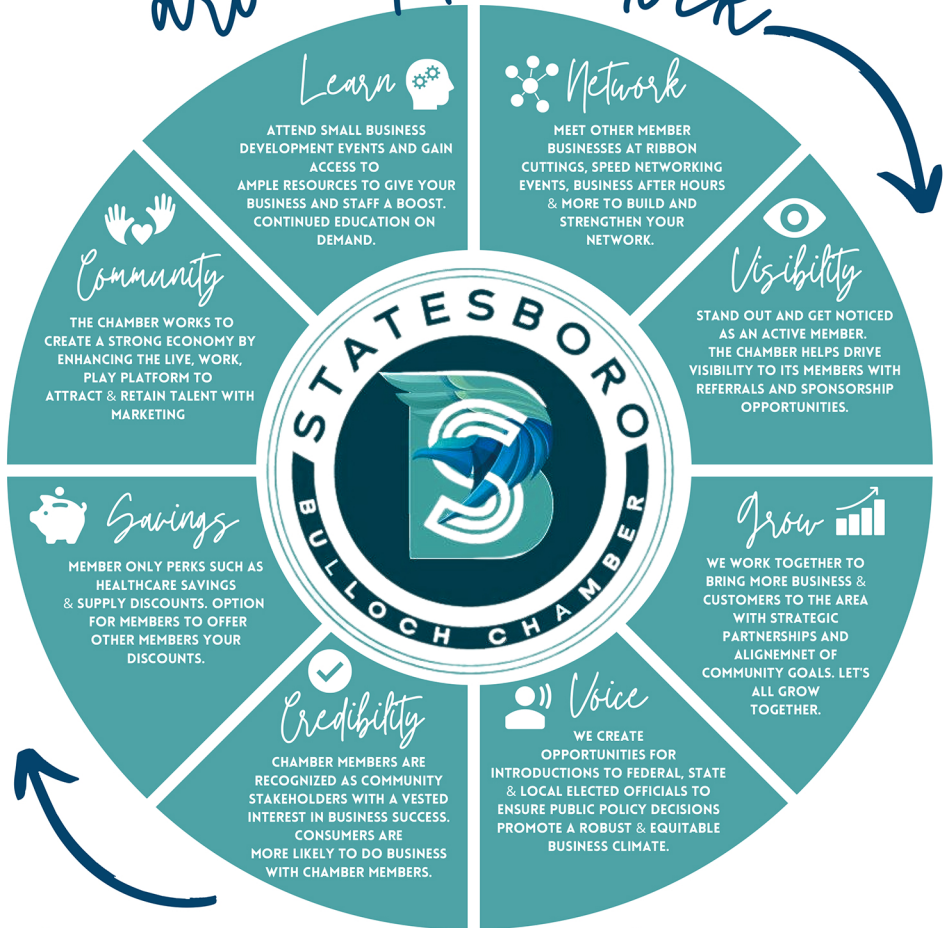 Learn
ATTEND SMALL BUSINESS
DEVELOPMENT EVENTS AND GAIN
ACCESS TO
AMPLE RESOURCES TO GIVE YOUR
BUSINESS AND STAFF A BOOST.
CONTINUED EDUCATION ON
DEMAND.
Network
MEET OTHER MEMBER
BUSINESSES AT RIBBON
CUTTINGS, SPEED NETWORKING
EVENTS, BUSINESS AFTER HOURS
& MORE TO BUILD AND
STRENGTHEN YOUR
NETWORK.
Community
THE CHAMBER WORKS TO
CREATE A STRONG ECONOMY BY
ENHANCING THE LIVE, WORK,
PLAY PLATFORM TO
ATTRACT & RETAIN TALENT WITH
MARKETING
Visibility
STAND OUT AND GET NOTICED
AS AN ACTIVE MEMBER.
THE CHAMBER HELPS DRIVE
VISIBILITY TO ITS MEMBERS WITH
REFERRALS AND SPONSORSHIP
OPPORTUNITIES.
STATESBORO
BULLOCH CHAMBER
SB
Savings
MEMBER ONLY PERKS SUCH AS
HEALTHCARE SAVINGS
& SUPPLY DISCOUNTS. OPTION
FOR MEMBERS TO OFFER
OTHER MEMBERS YOUR
DISCOUNTS.
Grow
WE WORK TOGETHER TO
BRING MORE BUSINESS &
CUSTOMERS TO THE AREA
WITH STRATEGIC
PARTNERSHIPS AND
ALIGNEMNET OF
COMMUNITY GOALS. LET'S
ALL GROW
TOGETHER.
Credibility
CHAMBER MEMBERS ARE
RECOGNIZED AS COMMUNITY
STAKEHOLDERS WITH A VESTED
INTEREST IN BUSINESS SUCCESS.
CONSUMERS ARE
MORE LIKELY TO DO BUSINESS
WITH CHAMBER MEMBERS.
Voice
WE CREATE
OPPORTUNITIES FOR
INTRODUCTIONS TO FEDERAL, STATE
& LOCAL ELECTED OFFICIALS TO
ENSURE PUBLIC POLICY DECISIONS
PROMOTE A ROBUST & EQUITABLE
BUSINESS CLIMATE.